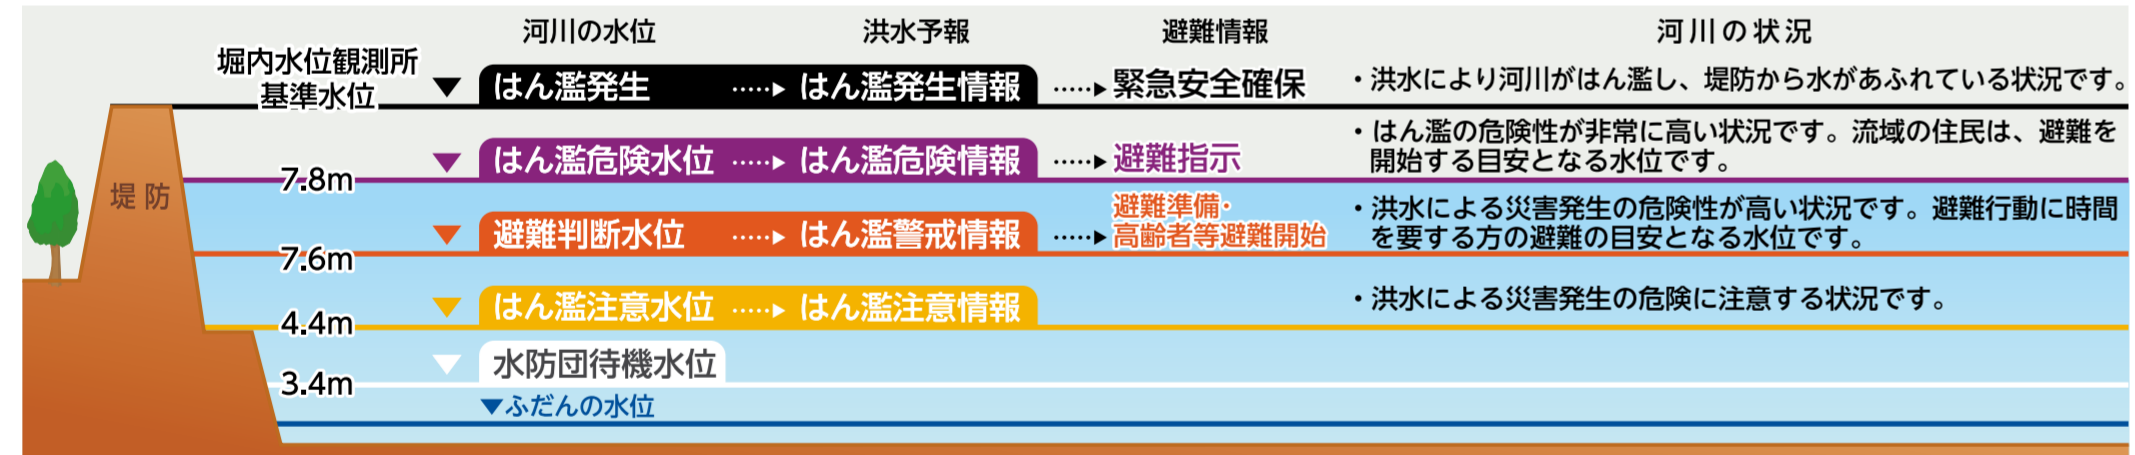 河川の水位 洪水予報 避難情報 河川の状況
堀内水位観測所
基準水位
▼ はん濫発生 ・・・・・▶ はん濫発生情報 ・・・・・▶ 緊急安全確保 ・洪水により河川がはん濫し、堤防から水があふれている状況です。
7.8m ▼ はん濫危険水位 ・・・・・▶ はん濫危険情報 ・・・・・▶ 避難指示 ・はん濫の危険性が非常に高い状況です。流域の住民は、避難を
開始する目安となる水位です。
堤防
7.6m ▼ 避難判断水位 ・・・・・▶ はん濫警戒情報 ・・・・・▶ 避難準備・
高齢者等避難開始
・洪水による災害発生の危険性が高い状況です。避難行動に時間
を要する方の避難の目安となる水位です。
4.4m ▼ はん濫注意水位 ・・・・・▶ はん濫注意情報 ・洪水による災害発生の危険に注意する状況です。
3.4m ▼ 水防団待機水位
▼ふだんの水位